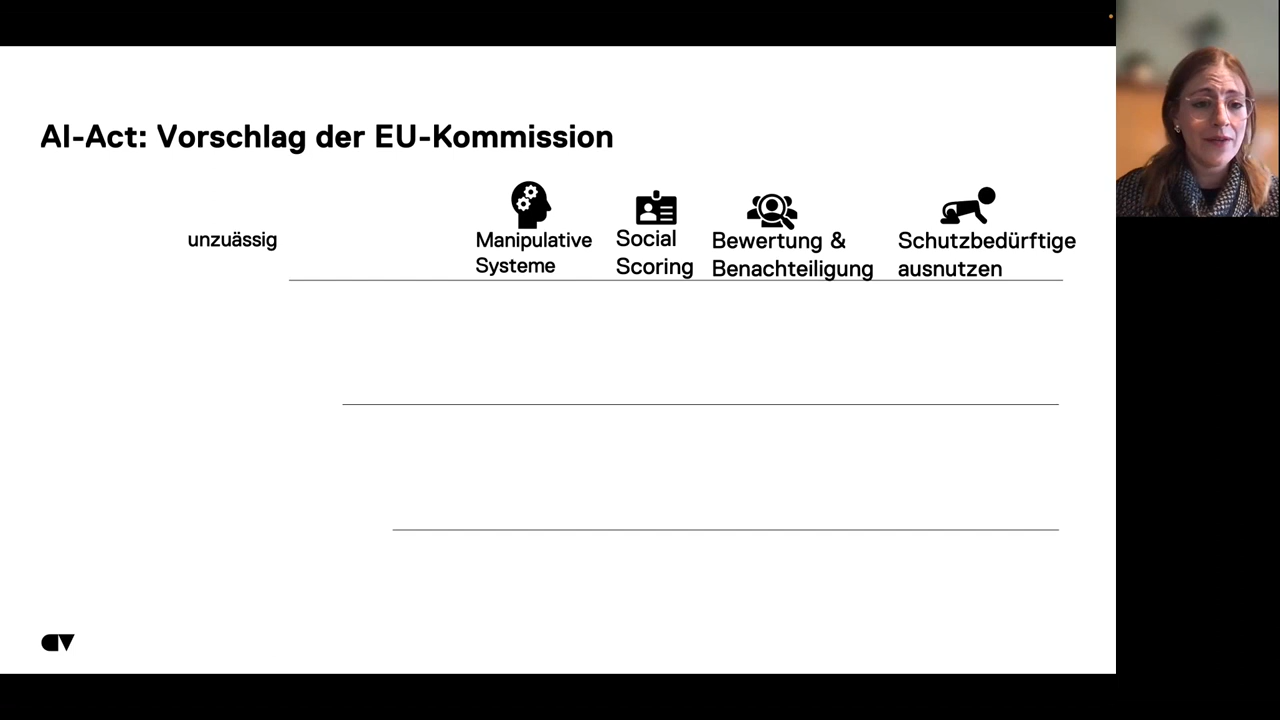 AI-Act: Vorschlag der EU-Kommission
unzuässig
Manipulative
Systeme
Social
Scoring
Bewertung &
Benachteiligung
Schutzbedürftige
ausnutzen